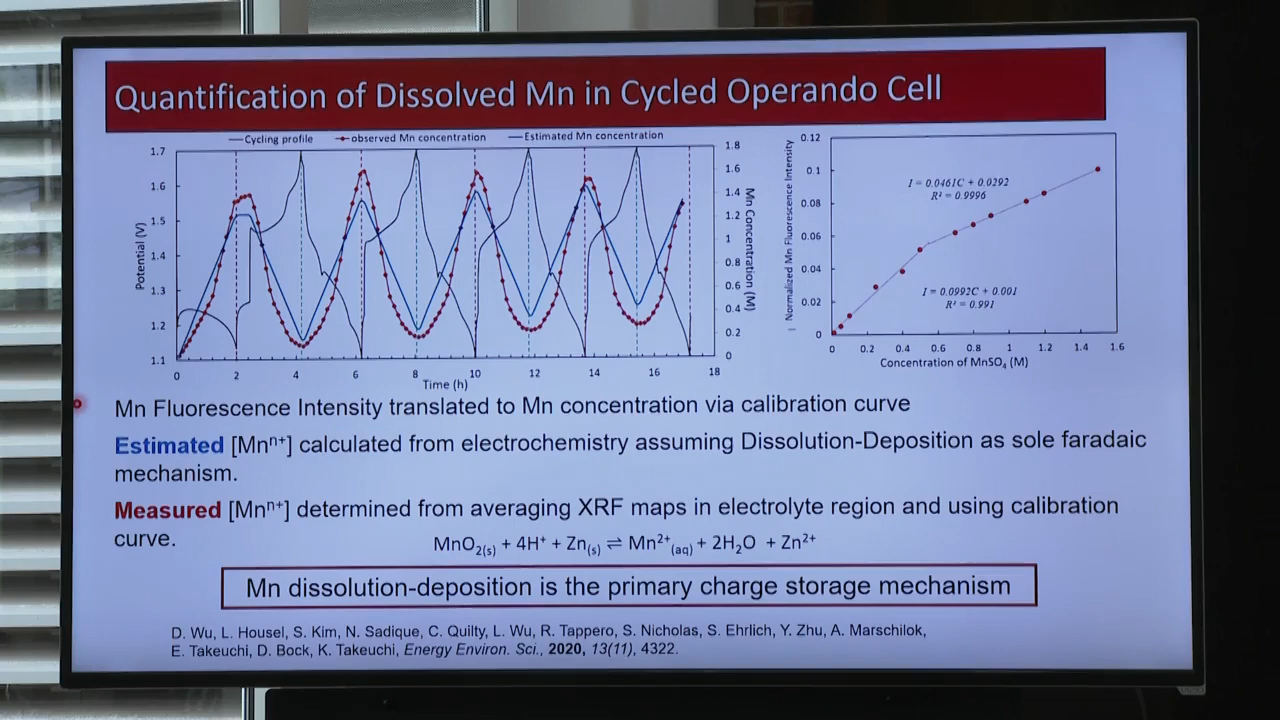 Quantification of Dissolved Mn in Cycled Operando Cell
Cycling profile observed Mn concentration Estimated Mn concentration
1.7
1.6
1.5
1.4
1.3
1.2
1.1
Potential (V)
0 2 4 6 8 10 12 14 16 18
Time (h)
1.8
1.6
1.4
1.2
1
0.8
0.6
0.4
0.2
0
Mn Concentration (M)
Normalized Mn Fluorescence Intensity
0.12
0.1
0.08
0.06
0.04
0.02
0
I = 0.0461C + 0.0292
R² = 0.9996
I = 0.0992C + 0.001
R² = 0.991
0 0.2 0.4 0.6 0.8 1 1.2 1.4 1.6
Concentration of MnSO₄ (M)
Mn Fluorescence Intensity translated to Mn concentration via calibration curve
Estimated [Mnⁿ⁺] calculated from electrochemistry assuming Dissolution-Deposition as sole faradaic
mechanism.
Measured [Mnⁿ⁺] determined from averaging XRF maps in electrolyte region and using calibration
curve.
MnO₂(s) + 4H⁺ + Zn(s) ⇌ Mn²⁺(aq) + 2H₂O + Zn²⁺
Mn dissolution-deposition is the primary charge storage mechanism
D. Wu, L. Housel, S. Kim, N. Sadique, C. Quilty, L. Wu, R. Tappero, S. Nicholas, S. Ehrlich, Y. Zhu, A. Marschilok,
E. Takeuchi, D. Bock, K. Takeuchi, Energy Environ. Sci., 2020, 13(11), 4322.